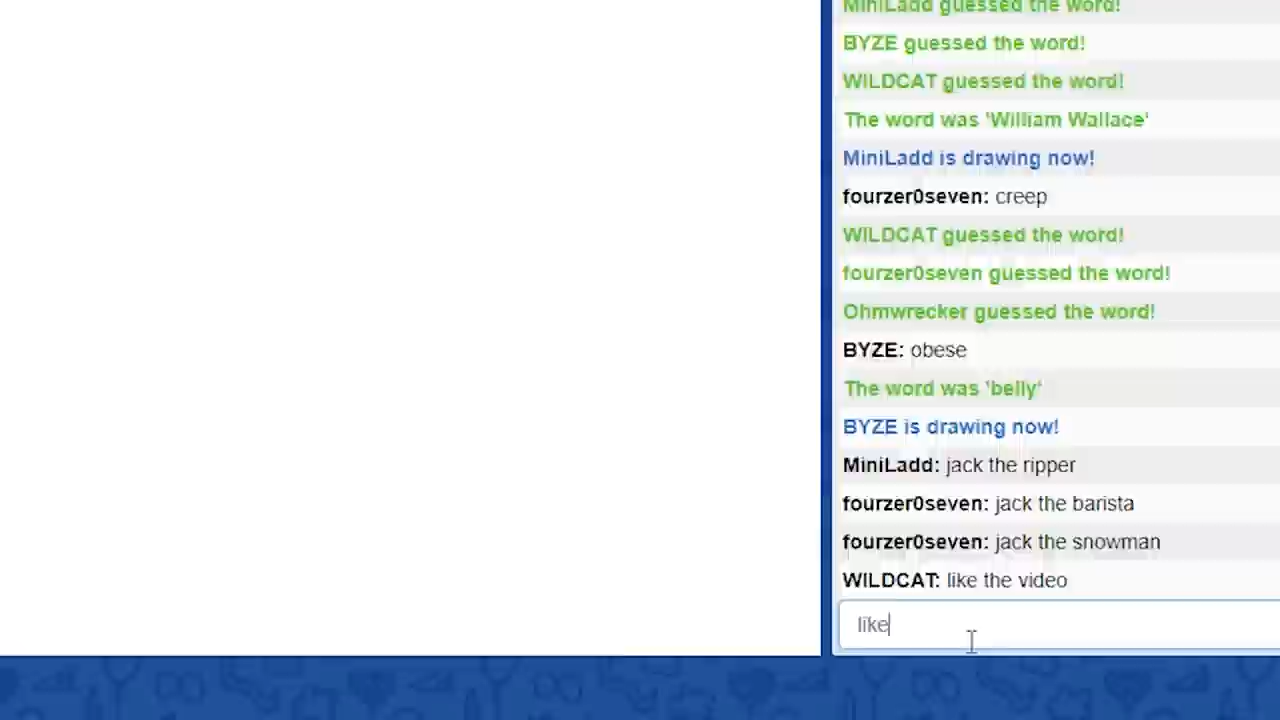 MiniLadd guessed the word!
BYZE guessed the word!
WILDCAT guessed the word!
The word was 'William Wallace'
MiniLadd is drawing now!
fourzer0seven: creep
WILDCAT guessed the word!
fourzer0seven guessed the word!
Ohmwrecker guessed the word!
BYZE: obese
The word was 'belly'
BYZE is drawing now!
MiniLadd: jack the ripper
fourzer0seven: jack the barista
fourzer0seven: jack the snowman
WILDCAT: like the video
like